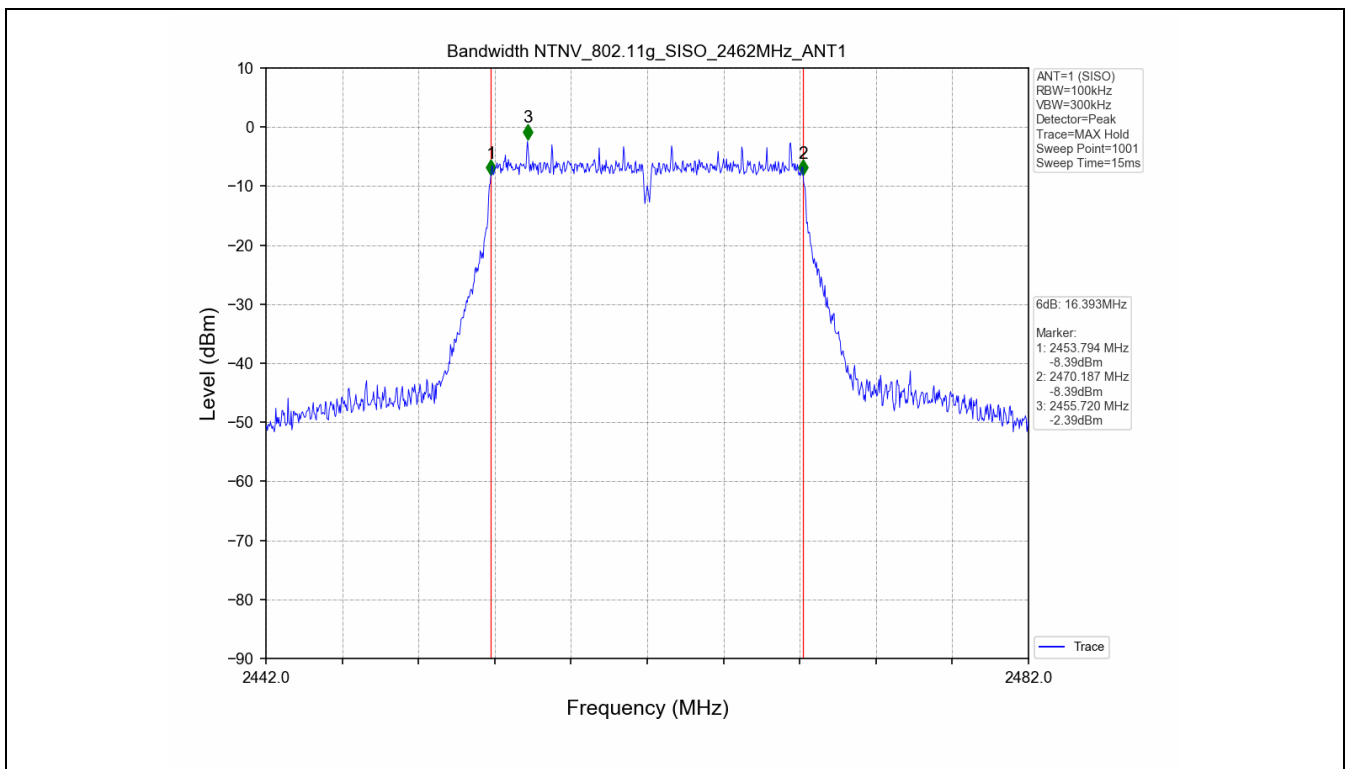 Bandwidth NTNV_802.11g_SISO_2462MHz_ANT1
10
0
−10
−20
−30
−40
−50
−60
−70
−80
−90
Level (dBm)
2442.0
2482.0
Frequency (MHz)
1
3
2
ANT=1 (SISO)
RBW=100kHz
VBW=300kHz
Detector=Peak
Trace=MAX Hold
Sweep Point=1001
Sweep Time=15ms
6dB: 16.393MHz
Marker:
1: 2453.794 MHz
-8.39dBm
2: 2470.187 MHz
-8.39dBm
3: 2455.720 MHz
-2.39dBm
Trace